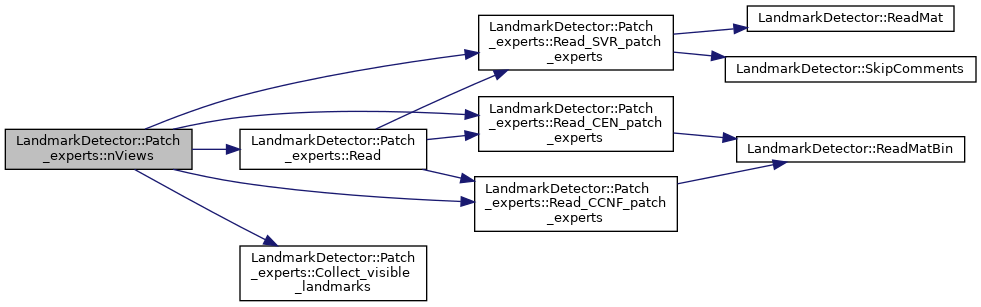 LandmarkDetector::Patch
_experts::nViews
LandmarkDetector::Patch
_experts::Read
LandmarkDetector::Patch
_experts::Collect_visible
_landmarks
LandmarkDetector::Patch
_experts::Read_SVR_patch
_experts
LandmarkDetector::Patch
_experts::Read_CEN_patch
_experts
LandmarkDetector::Patch
_experts::Read_CCNF_patch
_experts
LandmarkDetector::ReadMat
LandmarkDetector::SkipComments
LandmarkDetector::ReadMatBin